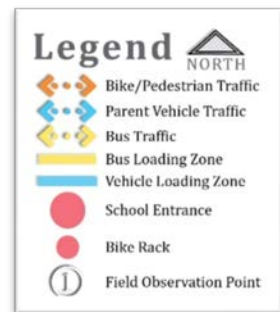 Legend
NORTH
Bike/Pedestrian Traffic
Parent Vehicle Traffic
Bus Traffic
Bus Loading Zone
Vehicle Loading Zone
School Entrance
Bike Rack
1 Field Observation Point